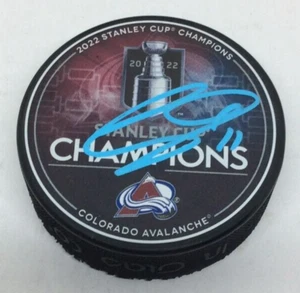 2022 STANLEY CUP® CHAMPIONS
20 22
STANLEY CUP
CHAMPIONS
11
COLORADO AVALANCHE®